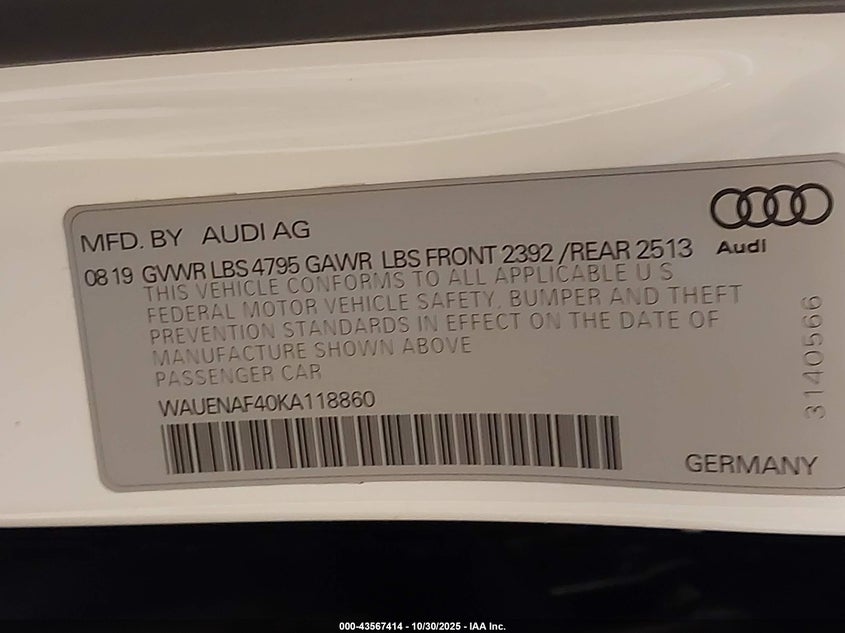 MFD. BY AUDI AG
08 19 GVWR LBS 4795 GAWR LBS FRONT 2392 /REAR 2513
THIS VEHICLE CONFORMS TO ALL APPLICABLE U S
FEDERAL MOTOR VEHICLE SAFETY, BUMPER AND THEFT
PREVENTION STANDARDS IN EFFECT ON THE DATE OF
MANUFACTURE SHOWN ABOVE
PASSENGER CAR
WAUENAF40KA118860
Audi
3140566
GERMANY
000-43567414 - 10/30/2025 - IAA Inc.